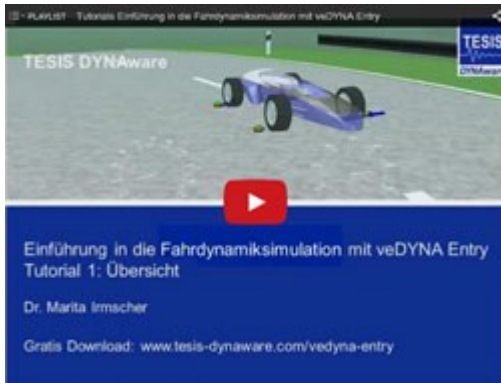 PLAYLIST Tutorials Einführung in die Fahrdynamiksimulation mit veDYNA Entry
TESIS DYNAware
TESIS
DYNAware
Einführung in die Fahrdynamiksimulation mit veDYNA Entry
Tutorial 1: Übersicht
Dr. Marita Irmscher
Gratis Download: www.tesis-dynaware.com/vedyna-entry